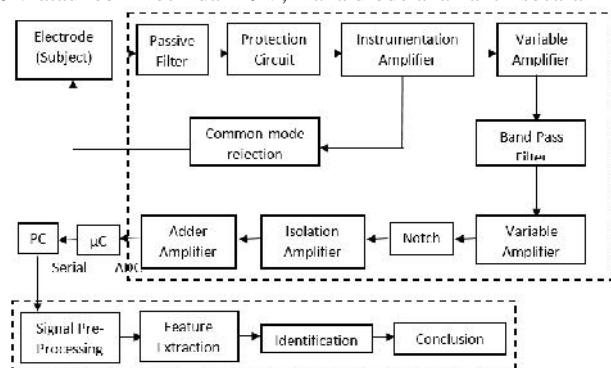 Electrode
(Subject)
Passive
Filter
Protection
Circuit
Instrumentation
Amplifier
Variable
Amplifier
Common mode
rejection
Band Pass
Filter
PC
µC
Adder
Amplifier
Isolation
Amplifier
Notch
Variable
Amplifier
Serial
ADC
Signal Pre-
Processing
Feature
Extraction
Identification
Conclusion